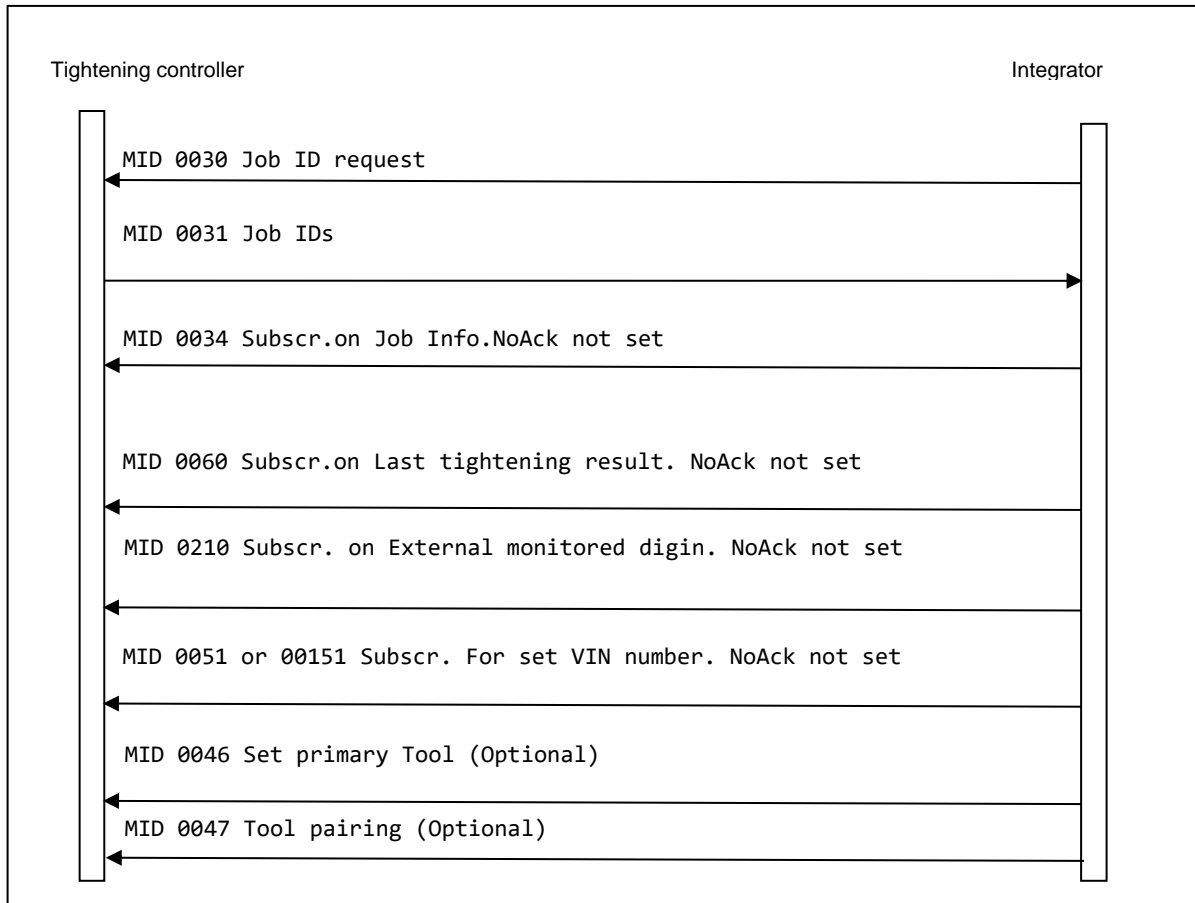 Tightening controller
Integrator
MID 0030 Job ID request
MID 0031 Job IDs
MID 0034 Subscr.on Job Info.NoAck not set
MID 0060 Subscr.on Last tightening result. NoAck not set
MID 0210 Subscr. on External monitored digin. NoAck not set
MID 0051 or 00151 Subscr. For set VIN number. NoAck not set
MID 0046 Set primary Tool (Optional)
MID 0047 Tool pairing (Optional)